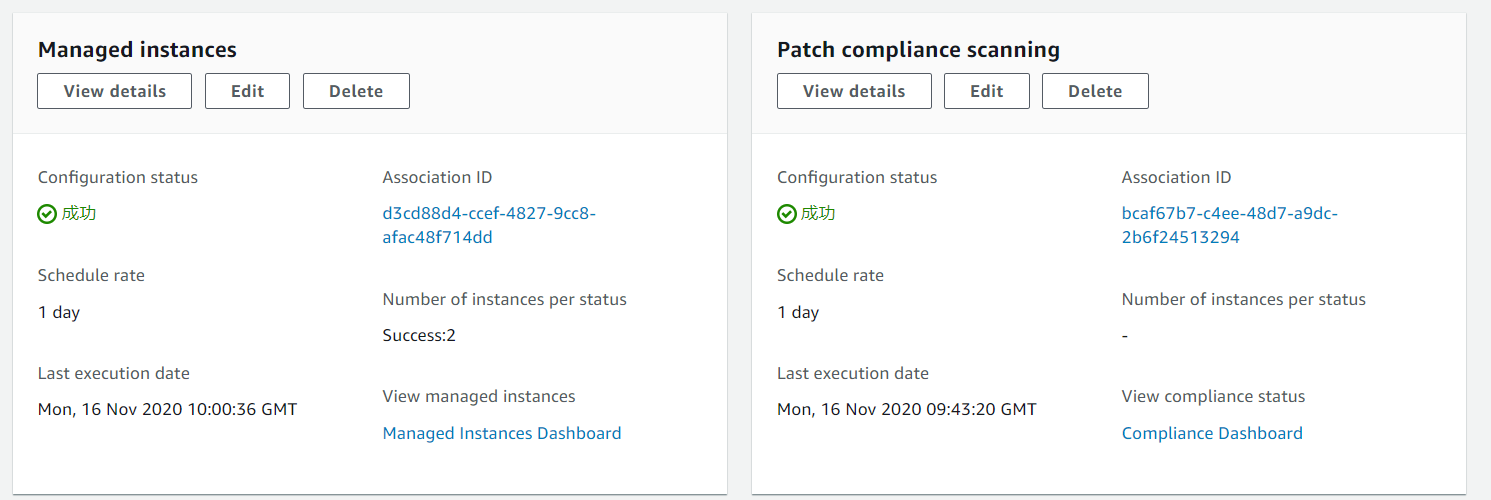 Managed instances
View details
Edit
Delete
Configuration status
成功
Association ID
d3cd88d4-ccef-4827-9cc8-
afac48f714dd
Schedule rate
1 day
Number of instances per status
Success:2
Last execution date
Mon, 16 Nov 2020 10:00:36 GMT
View managed instances
Managed Instances Dashboard
Patch compliance scanning
View details
Edit
Delete
Configuration status
成功
Association ID
bcaf67b7-c4ee-48d7-a9dc-
2b6f24513294
Schedule rate
1 day
Number of instances per status
-
Last execution date
Mon, 16 Nov 2020 09:43:20 GMT
View compliance status
Compliance Dashboard